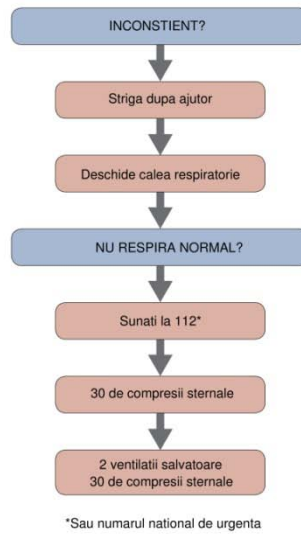 INCONSTIENT?
Striga dupa ajutor
Deschide calea respiratorie
NU RESPIRA NORMAL?
Sunati la 112*
30 de compresii sternale
2 ventilatii salvatoare
30 de compresii sternale
*Sau numarul national de urgenta